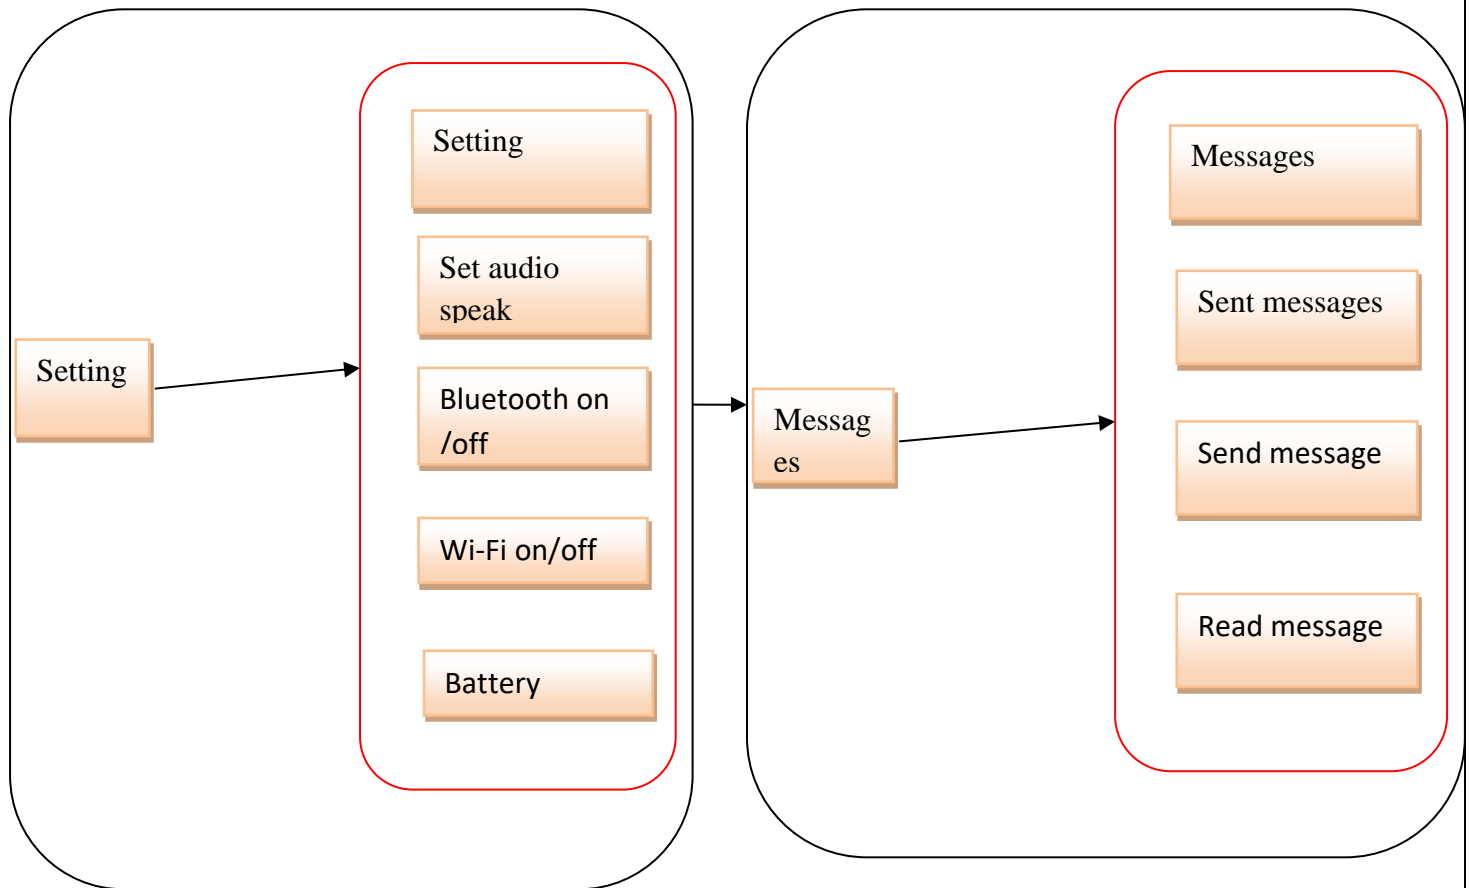 Setting
Setting
Set audio
speak
Bluetooth on
/off
Wi-Fi on/off
Battery
Messag
es
Messages
Sent messages
Send message
Read message